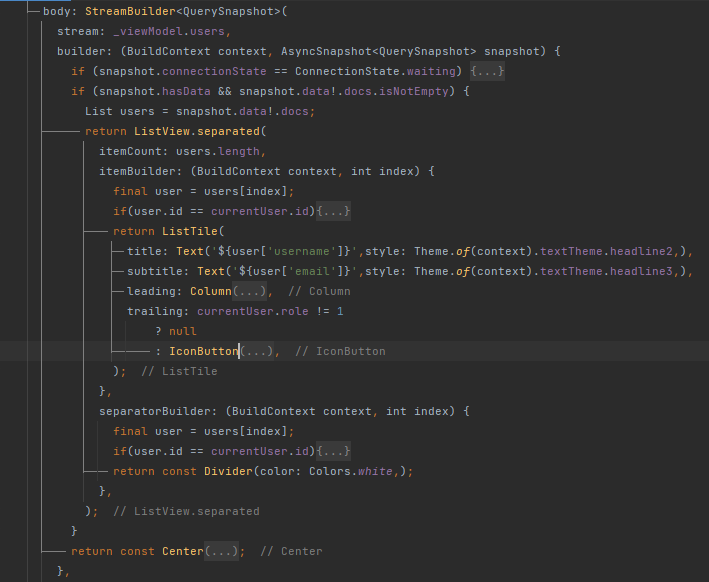 body: StreamBuilder<QuerySnapshot>(
stream: _viewModel.users,
builder: (BuildContext context, AsyncSnapshot<QuerySnapshot> snapshot) {
if (snapshot.connectionState == ConnectionState.waiting) {...}
if (snapshot.hasData && snapshot.data!.docs.isNotEmpty) {
List users = snapshot.data!.docs;
return ListView.separated(
itemCount: users.length,
itemBuilder: (BuildContext context, int index) {
final user = users[index];
if(user.id == currentUser.id){...}
return ListTile(
title: Text('${user['username']}',style: Theme.of(context).textTheme.headline2,),
subtitle: Text('${user['email']}',style: Theme.of(context).textTheme.headline3,),
leading: Column(...), // Column
trailing: currentUser.role != 1
? null
: IconButton(...), // IconButton
); // ListTile
},
separatorBuilder: (BuildContext context, int index) {
final user = users[index];
if(user.id == currentUser.id){...}
return const Divider(color: Colors.white,);
},
); // ListView.separated
}
return const Center(...); // Center
},